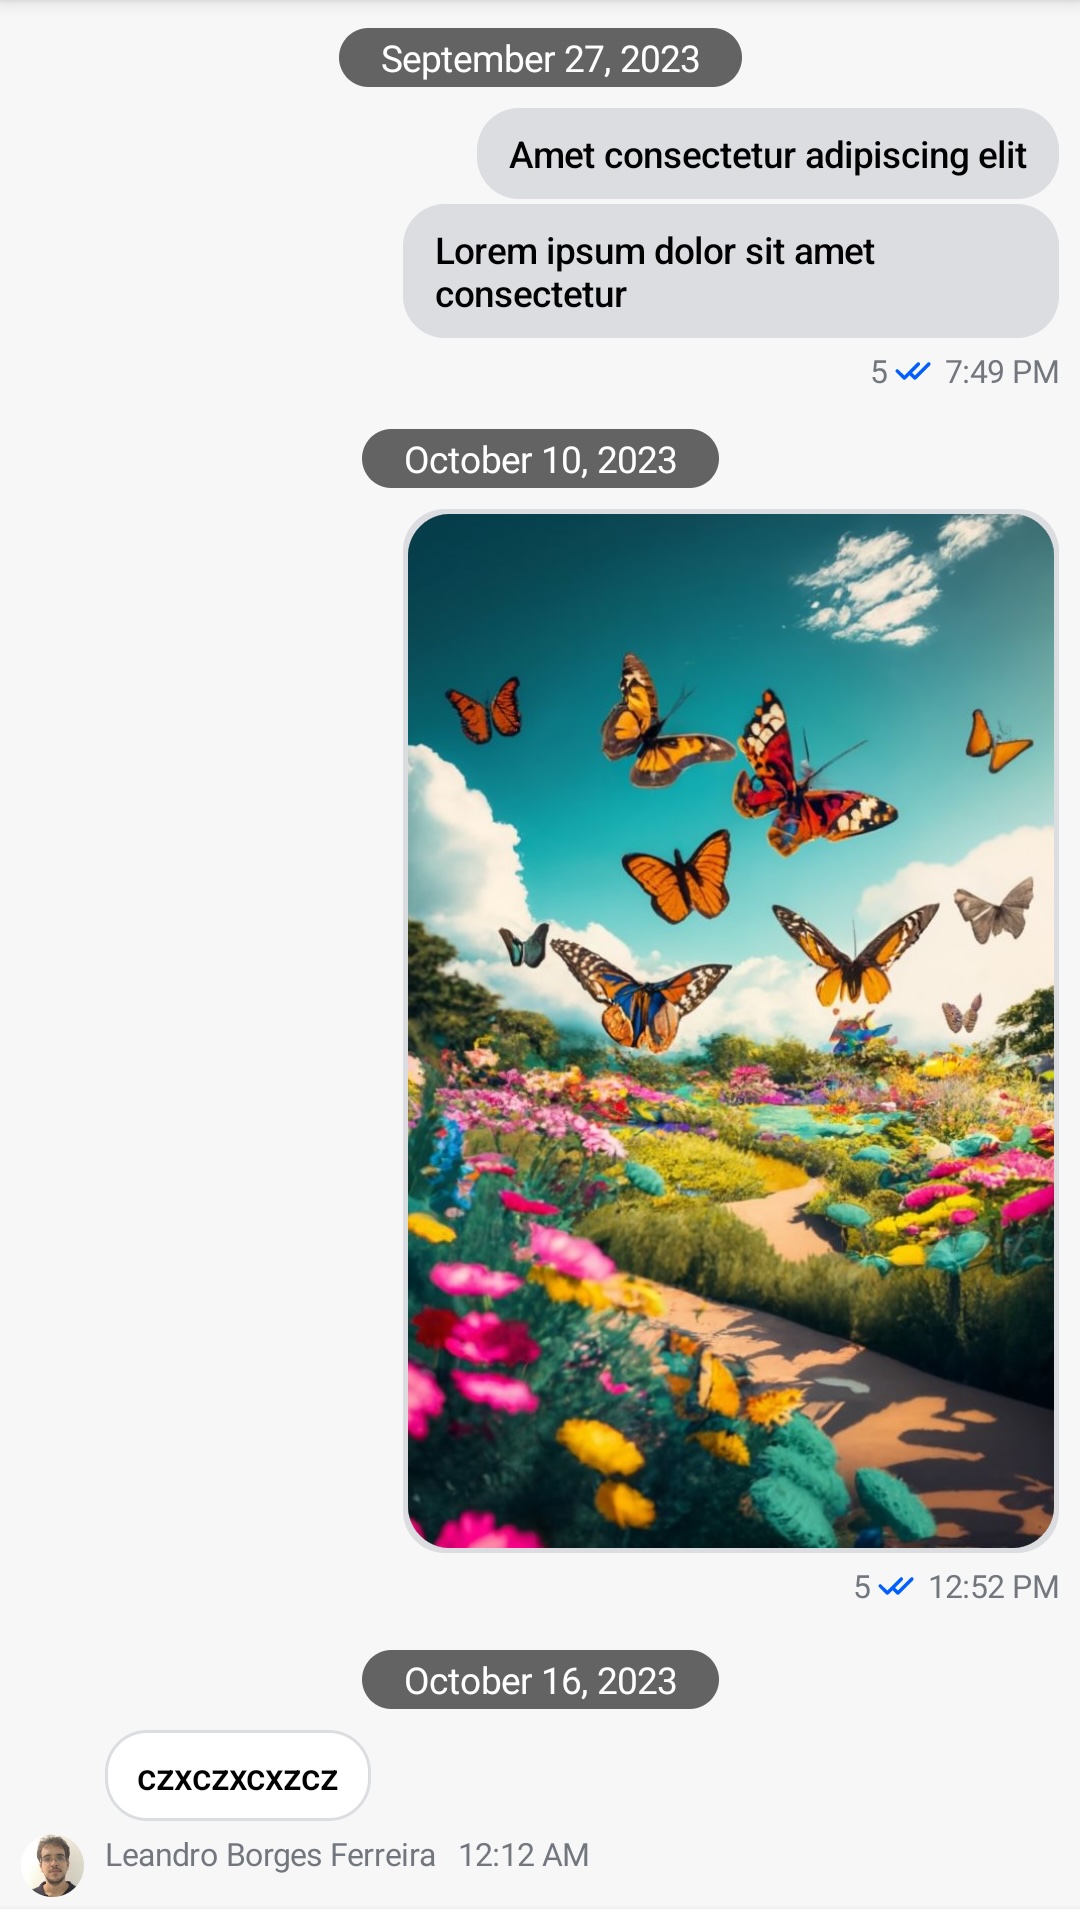 September 27, 2023
Amet consectetur adipiscing elit
Lorem ipsum dolor sit amet
consectetur
5 7:49 PM
October 10, 2023
5 12:52 PM
October 16, 2023
czxczxcxzcz
Leandro Borges Ferreira 12:12 AM